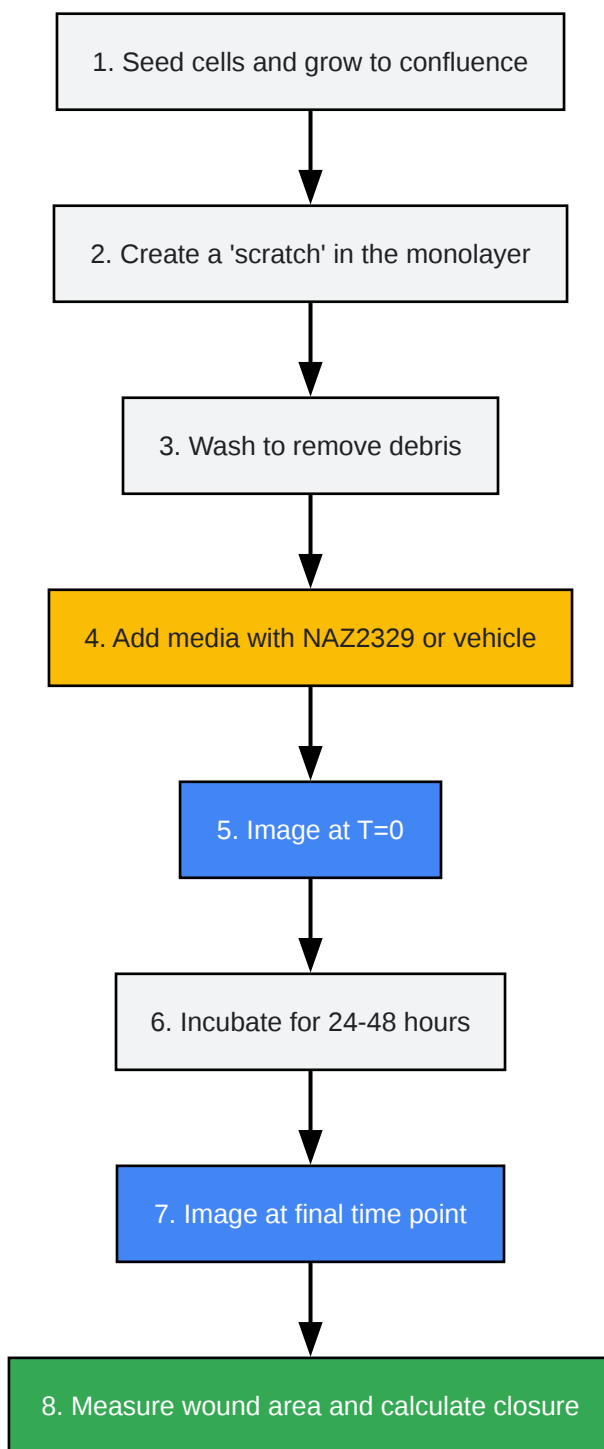 1. Seed cells and grow to confluence
2. Create a 'scratch' in the monolayer
3. Wash to remove debris
4. Add media with NAZ2329 or vehicle
5. Image at T=0
6. Incubate for 24-48 hours
7. Image at final time point
8. Measure wound area and calculate closure